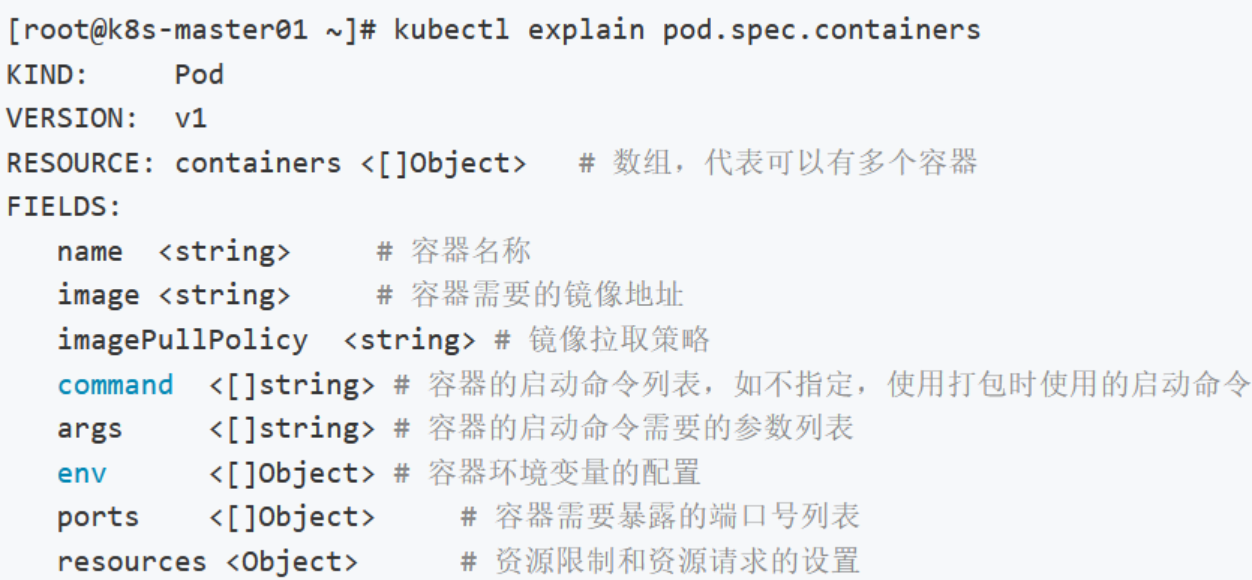 [root@k8s-master01 ~]# kubectl explain pod.spec.containers
KIND:     Pod
VERSION:  v1
RESOURCE: containers <[]Object>   # 数组，代表可以有多个容器
FIELDS:
   name  <string>     # 容器名称
   image <string>     # 容器需要的镜像地址
   imagePullPolicy  <string> # 镜像拉取策略
   command  <[]string> # 容器的启动命令列表，如不指定，使用打包时使用的启动命令
   args     <[]string> # 容器的启动命令需要的参数列表
   env      <[]Object> # 容器环境变量的配置
   ports    <[]Object>     # 容器需要暴露的端口号列表
   resources <Object>      # 资源限制和资源请求的设置